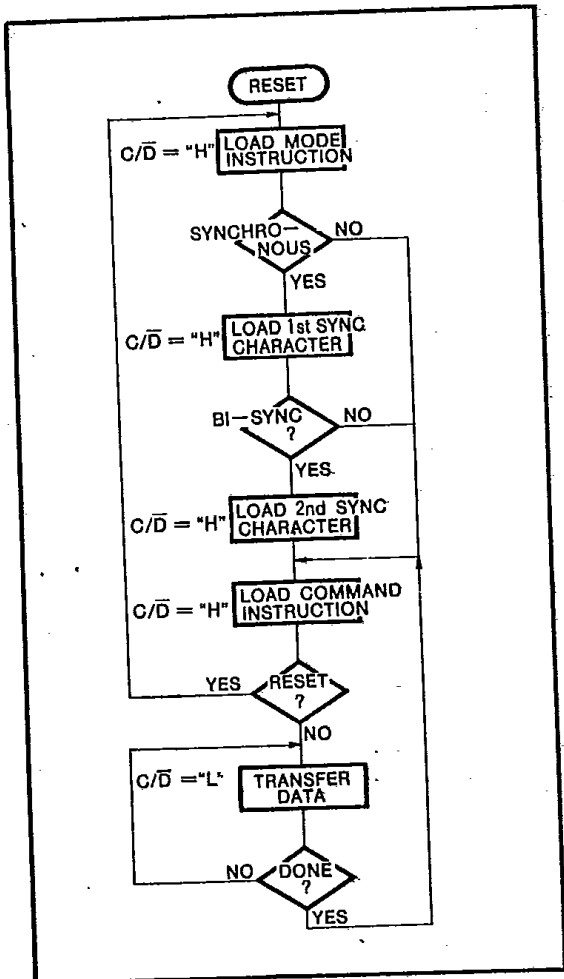 RESET
C/D̅ = "H"
LOAD MODE
INSTRUCTION
SYNCHRO—
NOUS
NO
YES
C/D̅ = "H"
LOAD 1st SYNC
CHARACTER
BI—SYNC
?
NO
YES
C/D̅ = "H"
LOAD 2nd SYNC
CHARACTER
C/D̅ = "H"
LOAD COMMAND
INSTRUCTION
YES
RESET
?
NO
C/D̅ = "L"
TRANSFER
DATA
NO
DONE
?
YES